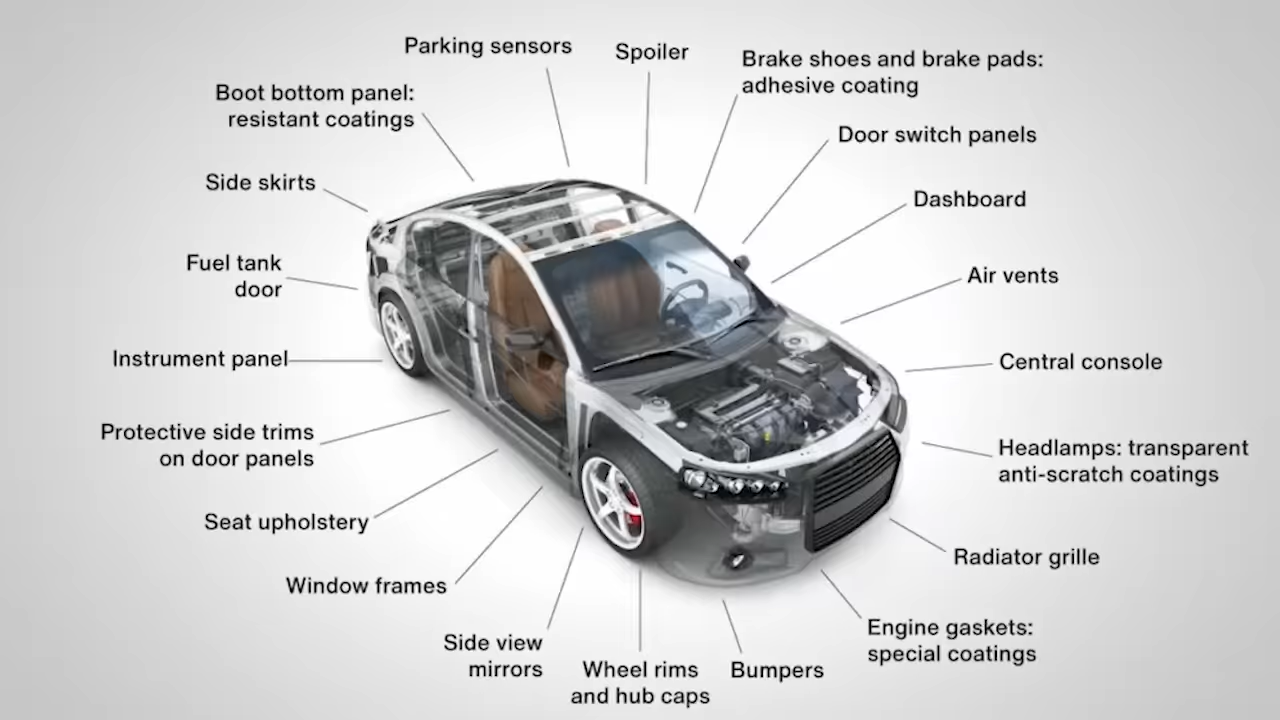 Parking sensors
Spoiler
Brake shoes and brake pads:
adhesive coating
Boot bottom panel:
resistant coatings
Door switch panels
Side skirts
Dashboard
Fuel tank
door
Air vents
Instrument panel
Central console
Protective side trims
on door panels
Headlamps: transparent
anti-scratch coatings
Seat upholstery
Radiator grille
Window frames
Engine gaskets:
special coatings
Side view
mirrors
Wheel rims
and hub caps
Bumpers